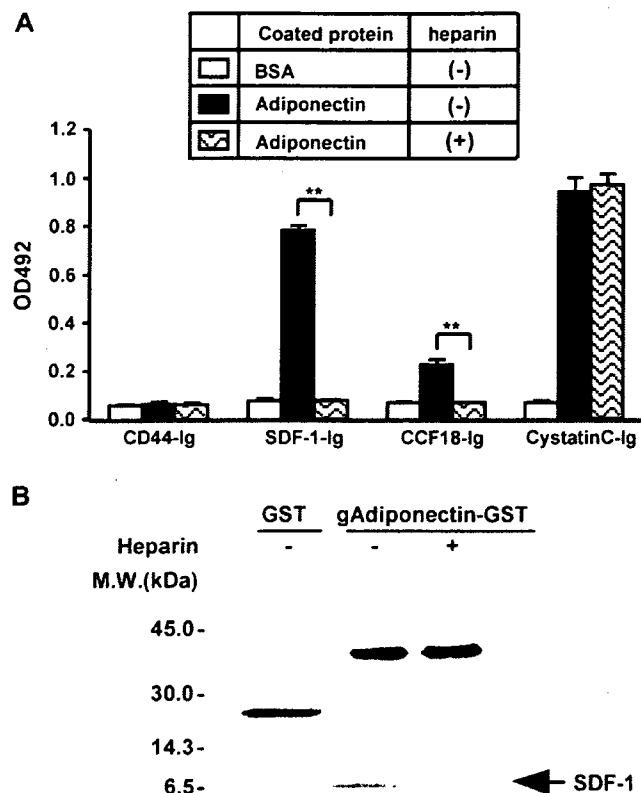 A
Coated protein heparin
BSA (-)
Adiponectin (-)
Adiponectin (+)
1.2
1.0
0.8
0.6
0.4
0.2
0.0
OD492
**
**
CD44-Ig SDF-1-Ig CCF18-Ig CystatinC-Ig
B
GST gAdiponectin-GST
Heparin - - +
M.W.(kDa)
45.0-
30.0-
14.3-
6.5- SDF-1